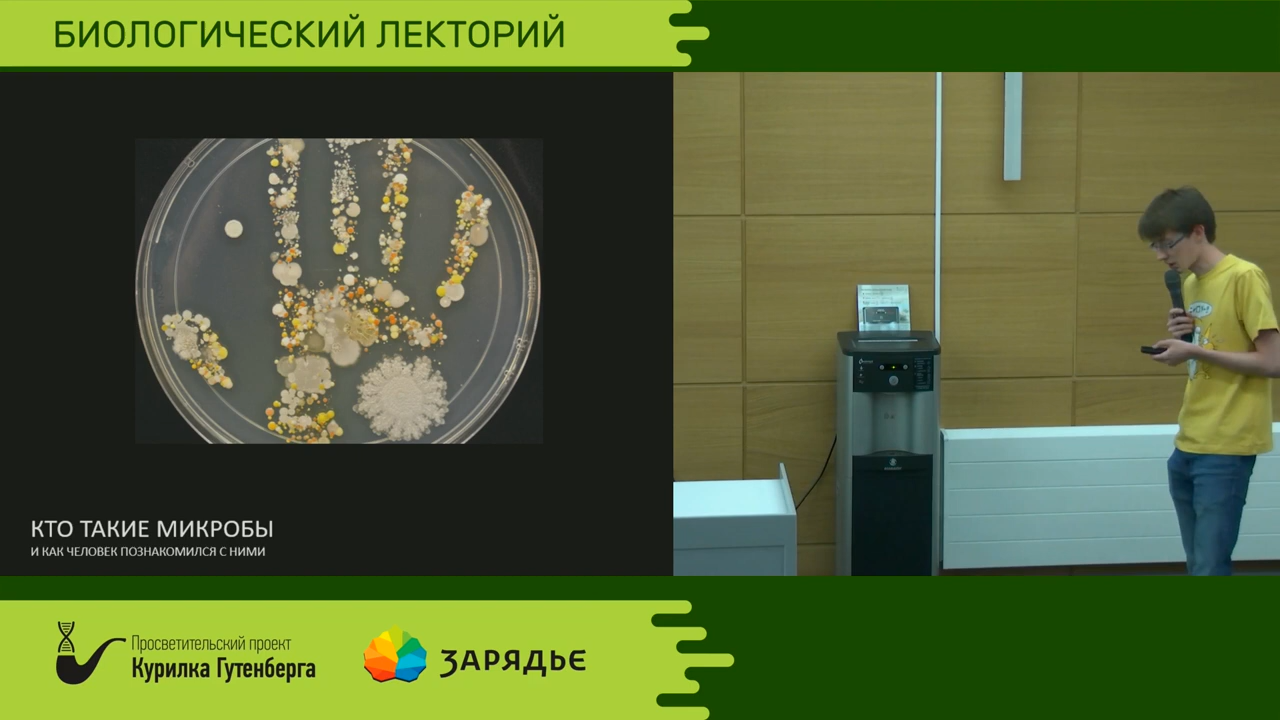 БИОЛОГИЧЕСКИЙ ЛЕКТОРИЙ
КТО ТАКИЕ МИКРОБЫ
И КАК ЧЕЛОВЕК ПОЗНАКОМИЛСЯ С НИМИ
Просветительский проект
Курилка Гутенберга
ЗАРЯДЬЕ